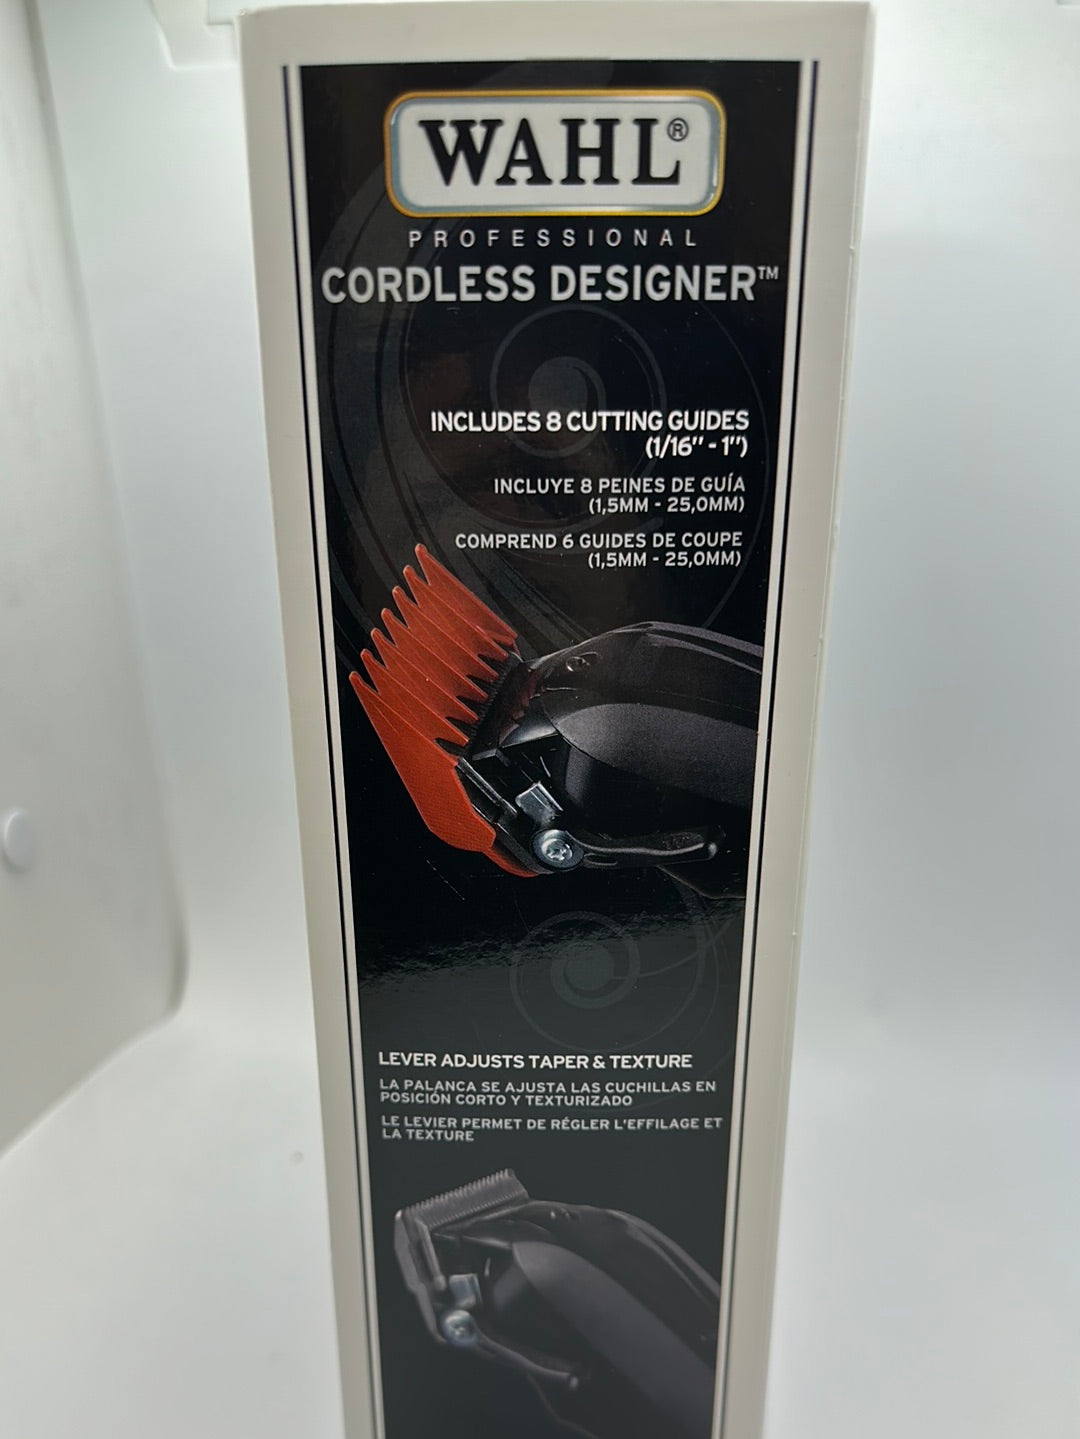 WAHL®
PROFESSIONAL
CORDLESS DESIGNER™
INCLUDES 8 CUTTING GUIDES
(1/16" - 1")
INCLUYE 8 PEINES DE GUÍA
(1,5MM - 25,0MM)
COMPREND 6 GUIDES DE COUPE
(1,5MM - 25,0MM)
LEVER ADJUSTS TAPER & TEXTURE
LA PALANCA SE AJUSTA LAS CUCHILLAS EN
POSICIÓN CORTO Y TEXTURIZADO
LE LEVIER PERMET DE RÉGLER L'EFFILAGE ET
LA TEXTURE